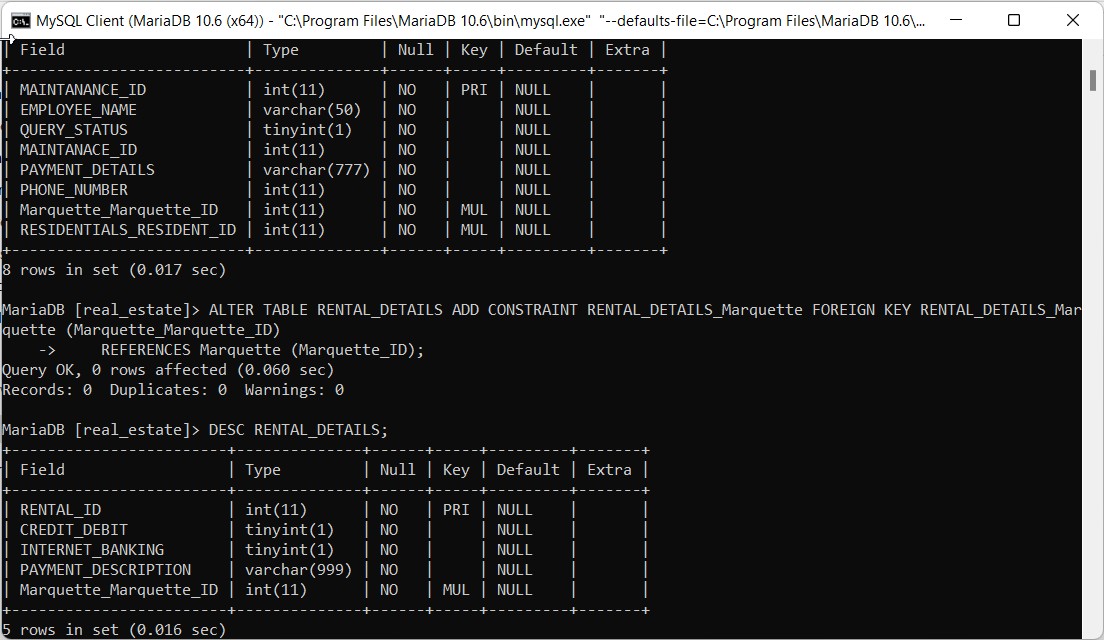 MySQL Client (MariaDB 10.6 (x64)) - "C:\Program Files\MariaDB 10.6\bin\mysql.exe" "--defaults-file=C:\Program Files\MariaDB 10.6\...
| Field                   | Type         | Null | Key | Default | Extra |
+-------------------------+--------------+------+-----+---------+-------+
| MAINTANANCE_ID          | int(11)      | NO   | PRI | NULL    |       |
| EMPLOYEE_NAME           | varchar(50)  | NO   |     | NULL    |       |
| QUERY_STATUS            | tinyint(1)   | NO   |     | NULL    |       |
| MAINTANACE_ID           | int(11)      | NO   |     | NULL    |       |
| PAYMENT_DETAILS         | varchar(777) | NO   |     | NULL    |       |
| PHONE_NUMBER            | int(11)      | NO   |     | NULL    |       |
| Marquette_Marquette_ID  | int(11)      | NO   | MUL | NULL    |       |
| RESIDENTIALS_RESIDENT_ID | int(11)      | NO   | MUL | NULL    |       |
+-------------------------+--------------+------+-----+---------+-------+
8 rows in set (0.017 sec)
MariaDB [real_estate]> ALTER TABLE RENTAL_DETAILS ADD CONSTRAINT RENTAL_DETAILS_Marquette FOREIGN KEY RENTAL_DETAILS_Mar
quette (Marquette_Marquette_ID)
    ->     REFERENCES Marquette (Marquette_ID);
Query OK, 0 rows affected (0.060 sec)
Records: 0  Duplicates: 0  Warnings: 0
MariaDB [real_estate]> DESC RENTAL_DETAILS;
+------------------------+--------------+------+-----+---------+-------+
| Field                  | Type         | Null | Key | Default | Extra |
+------------------------+--------------+------+-----+---------+-------+
| RENTAL_ID              | int(11)      | NO   | PRI | NULL    |       |
| CREDIT_DEBIT           | tinyint(1)   | NO   |     | NULL    |       |
| INTERNET_BANKING       | tinyint(1)   | NO   |     | NULL    |       |
| PAYMENT_DESCRIPTION    | varchar(999) | NO   |     | NULL    |       |
| Marquette_Marquette_ID | int(11)      | NO   | MUL | NULL    |       |
+------------------------+--------------+------+-----+---------+-------+
5 rows in set (0.016 sec)